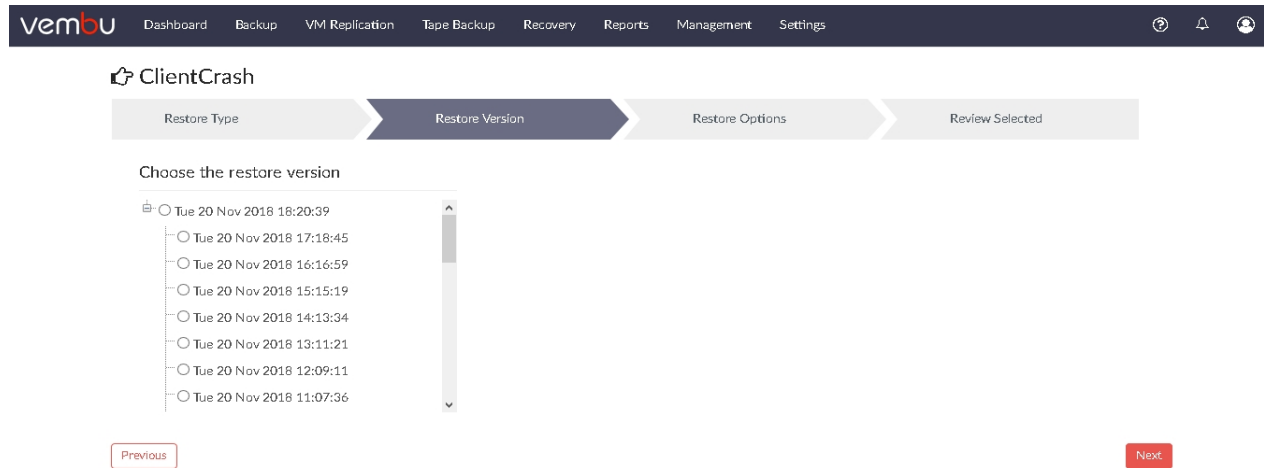 vembu Dashboard Backup VM Replication Tape Backup Recovery Reports Management Settings
ClientCrash
Restore Type Restore Version Restore Options Review Selected
Choose the restore version
Tue 20 Nov 2018 18:20:39
Tue 20 Nov 2018 17:18:45
Tue 20 Nov 2018 16:16:59
Tue 20 Nov 2018 15:15:19
Tue 20 Nov 2018 14:13:34
Tue 20 Nov 2018 13:11:21
Tue 20 Nov 2018 12:09:11
Tue 20 Nov 2018 11:07:36
Previous Next